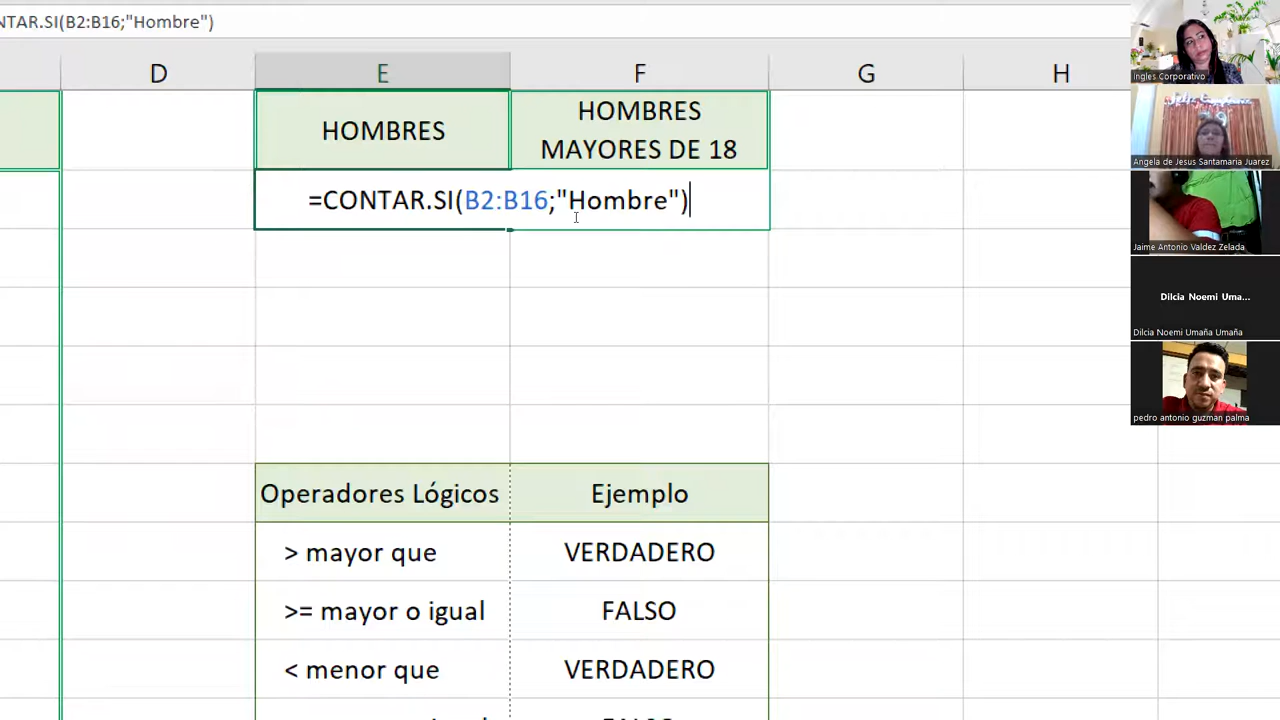 NTAR.SI(B2:B16;"Hombre")
D
E
F
G
H
HOMBRES
HOMBRES
MAYORES DE 18
=CONTAR.SI(B2:B16;"Hombre")
Operadores Lógicos
Ejemplo
> mayor que
VERDADERO
>= mayor o igual
FALSO
< menor que
VERDADERO
Ingles Corporativo
Angela de Jesus Santamaria Juarez
Jaime Antonio Valdez Zelada
Dilcia Noemi Uma...
Dilcia Noemi Umaña Umaña
pedro antonio guzman palma